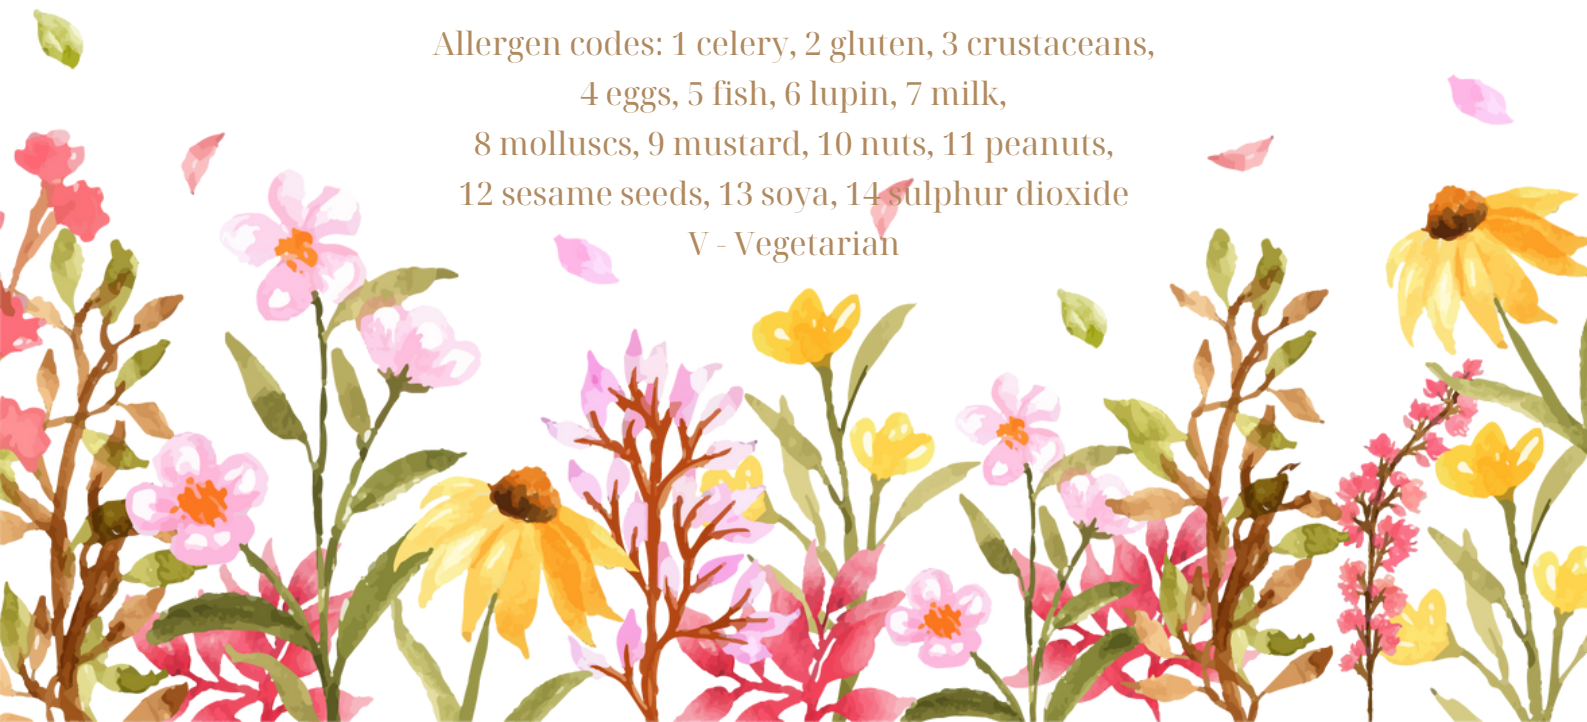 Allergen codes: 1 celery, 2 gluten, 3 crustaceans,
4 eggs, 5 fish, 6 lupin, 7 milk,
8 molluscs, 9 mustard, 10 nuts, 11 peanuts,
12 sesame seeds, 13 soya, 14 sulphur dioxide
V - Vegetarian